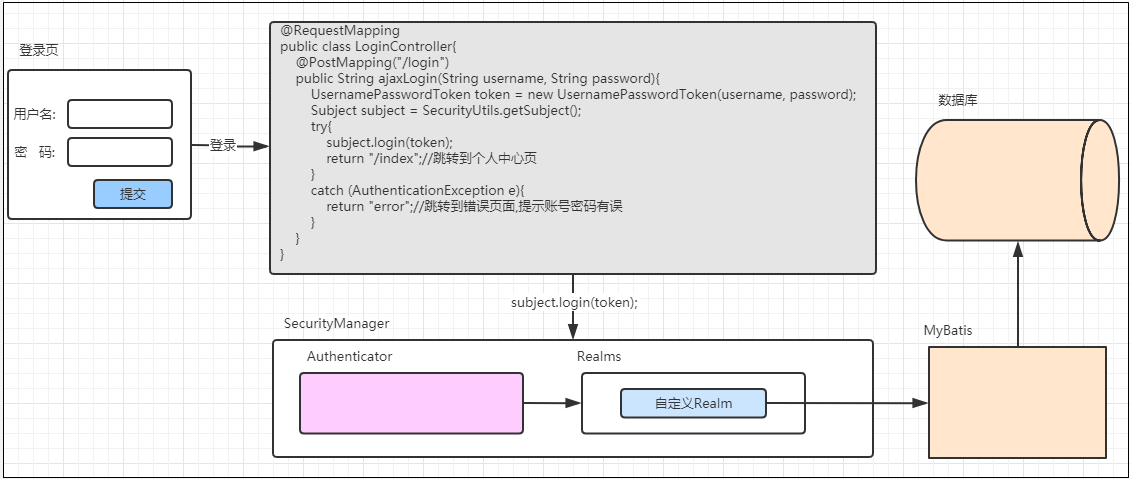 登录页
用户名:
密 码:
提交
登录
@RequestMapping
public class LoginController{
@PostMapping("/login")
public String ajaxLogin(String username, String password){
UsernamePasswordToken token = new UsernamePasswordToken(username, password);
Subject subject = SecurityUtils.getSubject();
try{
subject.login(token);
return "/index";//跳转到个人中心页
}
catch (AuthenticationException e){
return "error";//跳转到错误页面,提示账号密码有误
}
}
}
数据库
subject.login(token);
SecurityManager
Authenticator
Realms
自定义Realm
MyBatis